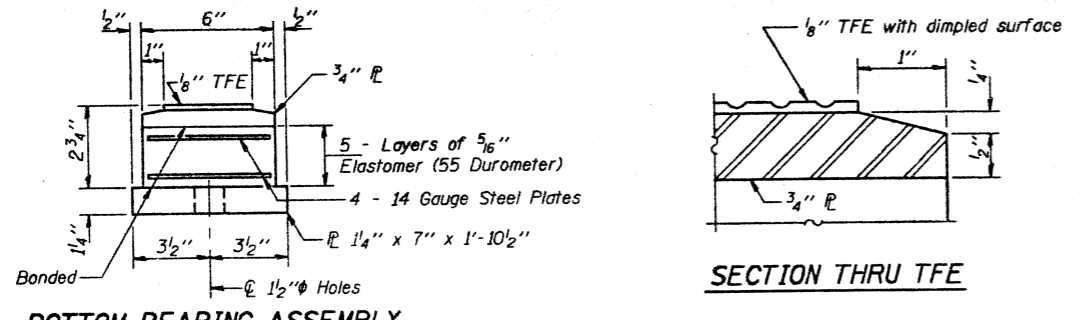 ½" 6" ½"
1" 1"
⅛" TFE
¾" ℄
2¾"
5 - Layers of 5/16"
Elastomer (55 Durometer)
4 - 14 Gauge Steel Plates
1¼"
3½" 3½"
PL 1¼" x 7" x 1'-10½"
Bonded
℄ 1½"ϕ Holes
BOTTOM BEARING ASSEMBLY
⅛" TFE with dimpled surface
1"
¼"
½"
¾" PL
SECTION THRU TFE